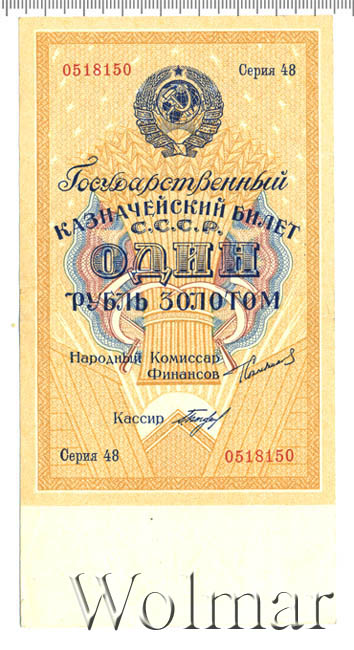 0518150 Серия 48
Государственный
КАЗНАЧЕЙСКИЙ БИЛЕТ
С.С.С.Р.
ОДИН
РУБЛЬ ЗОЛОТОМ
Народный Комиссар
Финансов
Кассир
Серия 48 0518150
Wolmar